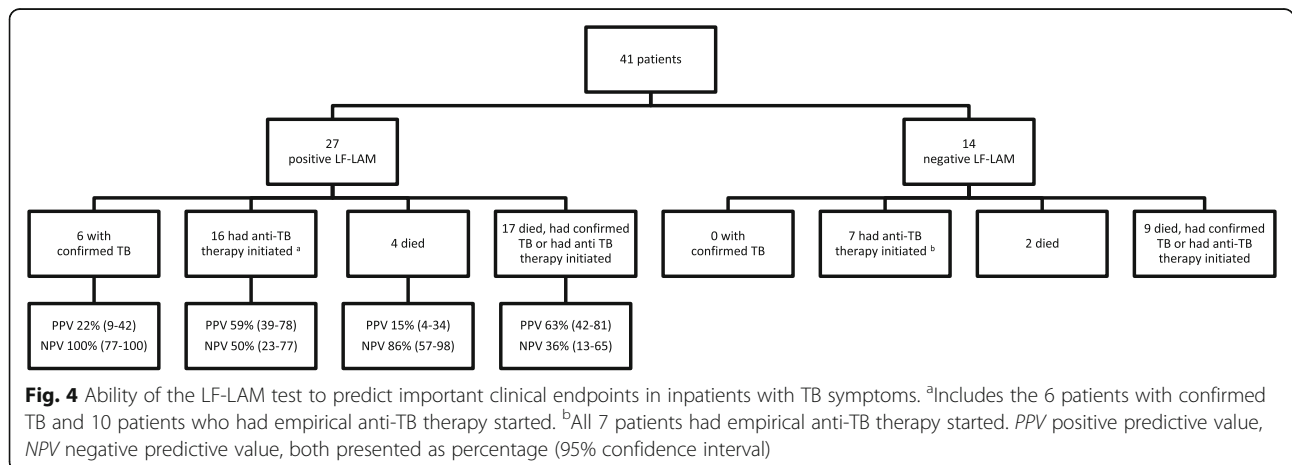 41 patients
27
positive LF-LAM
14
negative LF-LAM
6 with
confirmed TB
16 had anti-TB
therapy initiated a
4 died
17 died, had confirmed
TB or had anti TB
therapy initiated
0 with
confirmed TB
7 had anti-TB
therapy initiated b
2 died
9 died, had confirmed
TB or had anti-TB
therapy initiated
PPV 22% (9-42)
NPV 100% (77-100)
PPV 59% (39-78)
NPV 50% (23-77)
PPV 15% (4-34)
NPV 86% (57-98)
PPV 63% (42-81)
NPV 36% (13-65)
Fig. 4 Ability of the LF-LAM test to predict important clinical endpoints in inpatients with TB symptoms. aIncludes the 6 patients with confirmed
TB and 10 patients who had empirical anti-TB therapy started. bAll 7 patients had empirical anti-TB therapy started. PPV positive predictive value,
NPV negative predictive value, both presented as percentage (95% confidence interval)